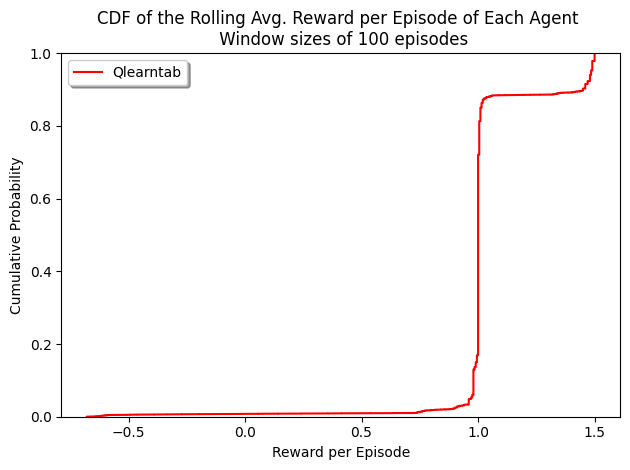 CDF of the Rolling Avg. Reward per Episode of Each Agent
Window sizes of 100 episodes
Qlearntab
1.0
0.8
0.6
0.4
0.2
0.0
Cumulative Probability
−0.5 0.0 0.5 1.0 1.5
Reward per Episode